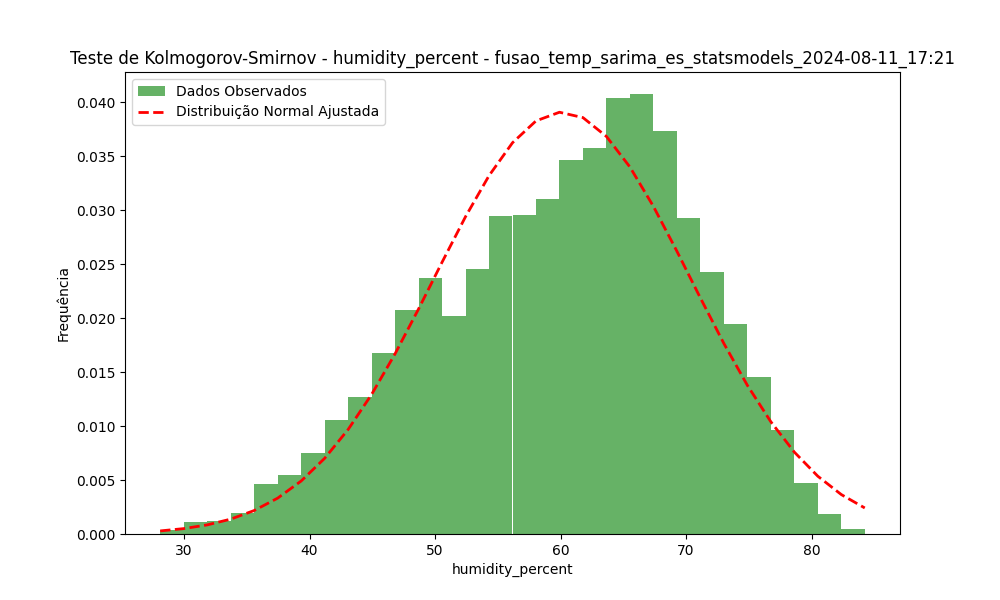 Teste de Kolmogorov-Smirnov - humidity_percent - fusao_temp_sarima_es_statsmodels_2024-08-11_17:21
Dados Observados
Distribuição Normal Ajustada
0.040
0.035
0.030
0.025
0.020
0.015
0.010
0.005
0.000
Frequência
30 40 50 60 70 80
humidity_percent